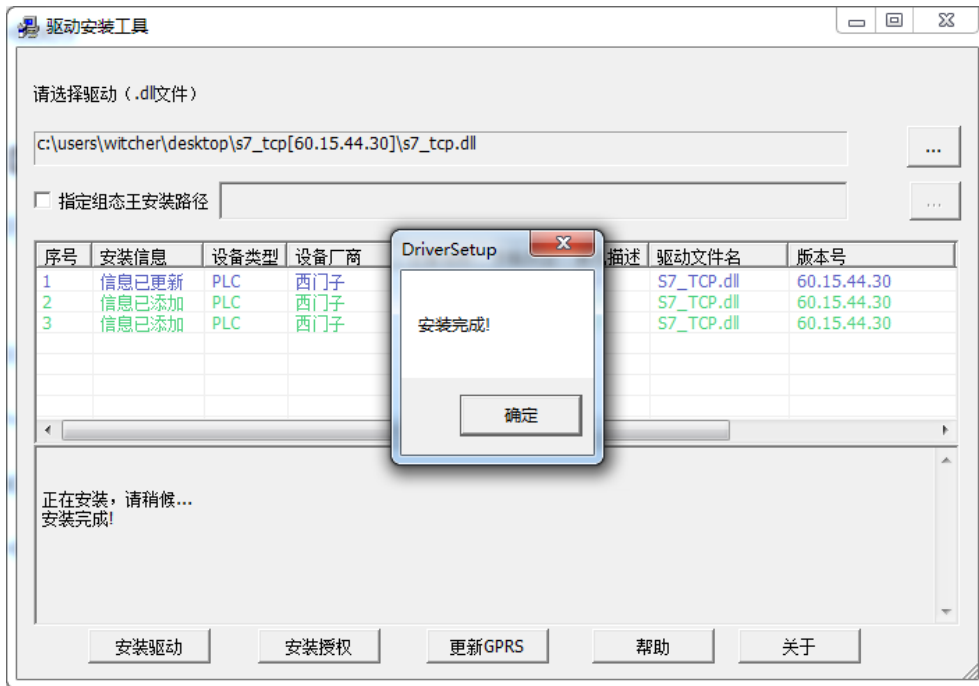 驱动安装工具
请选择驱动（.dll文件）
c:\users\witcher\desktop\s7_tcp[60.15.44.30]\s7_tcp.dll
...
指定组态王安装路径
...
序号 安装信息 设备类型 设备厂商 描述 驱动文件名 版本号
1 信息已更新 PLC 西门子 S7_TCP.dll 60.15.44.30
2 信息已添加 PLC 西门子 S7_TCP.dll 60.15.44.30
3 信息已添加 PLC 西门子 S7_TCP.dll 60.15.44.30
DriverSetup
安装完成!
确定
正在安装，请稍候...
安装完成!
安装驱动 安装授权 更新GPRS 帮助 关于